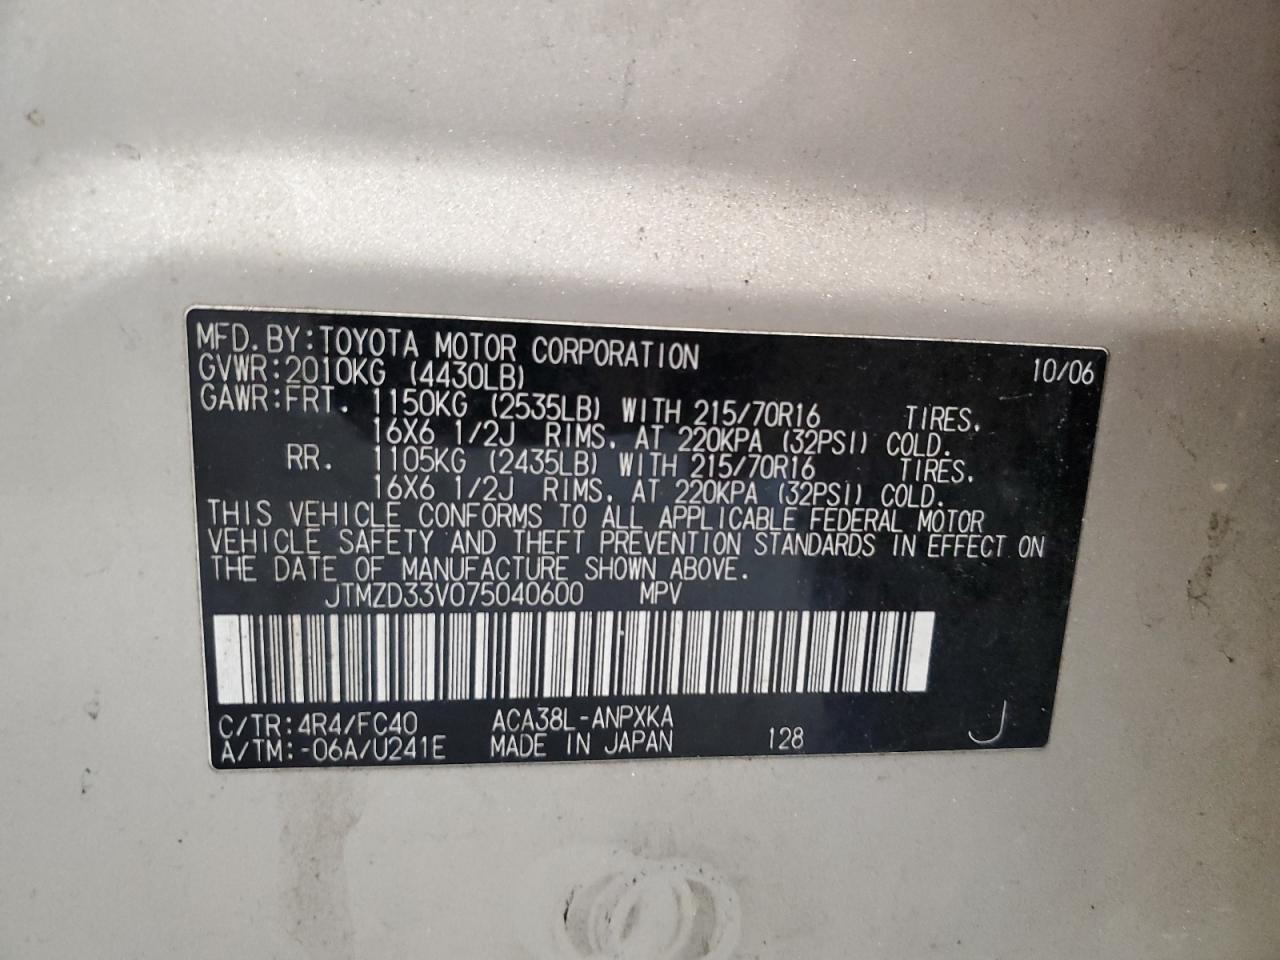 MFD. BY: TOYOTA MOTOR CORPORATION 10/06
GVWR: 2010KG (4430LB)
GAWR: FRT. 1150KG (2535LB) WITH 215/70R16 TIRES.
16X6 1/2J RIMS. AT 220KPA (32PSI) COLD.
RR. 1105KG (2435LB) WITH 215/70R16 TIRES.
16X6 1/2J RIMS. AT 220KPA (32PSI) COLD.
THIS VEHICLE CONFORMS TO ALL APPLICABLE FEDERAL MOTOR
VEHICLE SAFETY AND THEFT PREVENTION STANDARDS IN EFFECT ON
THE DATE OF MANUFACTURE SHOWN ABOVE.
JTMZD33V075040600 MPV
C/TR: 4R4/FC40 ACA38L-ANPXKA
A/TM: -06A/U241E MADE IN JAPAN 128 J